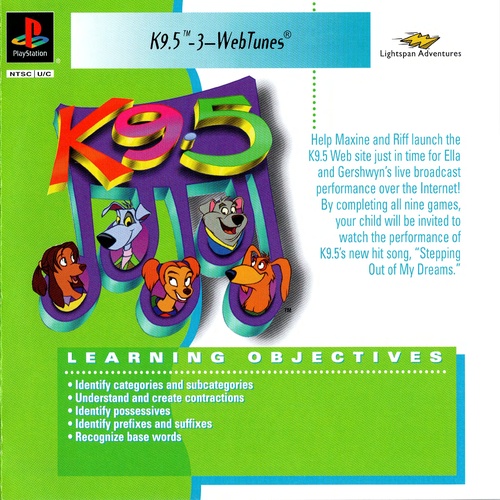 PlayStation
®
NTSC U/C
K9.5™-3-WebTunes®
Lightspan Adventures
K9.5
™
Help Maxine and Riff launch the
K9.5 Web site just in time for Ella
and Gershwyn's live broadcast
performance over the Internet!
By completing all nine games,
your child will be invited to
watch the performance of
K9.5's new hit song, "Stepping
Out of My Dreams."
LEARNING OBJECTIVES
• Identify categories and subcategories
• Understand and create contractions
• Identify possessives
• Identify prefixes and suffixes
• Recognize base words